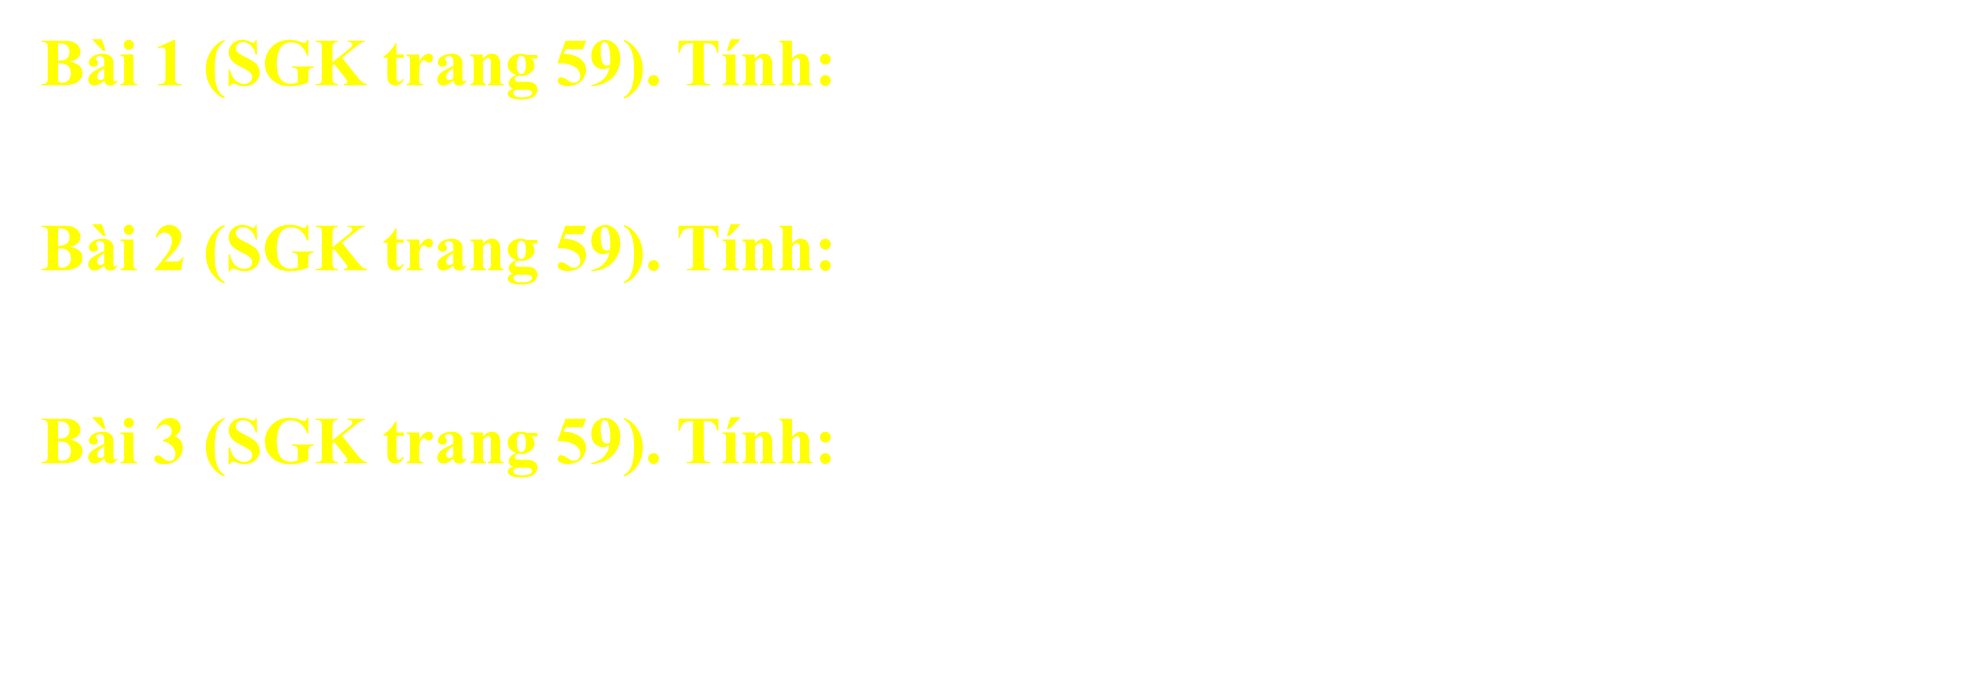 Bài 1 (SGK trang 59). Tính:
Bài 2 (SGK trang 59). Tính:
Bài 3 (SGK trang 59). Tính: